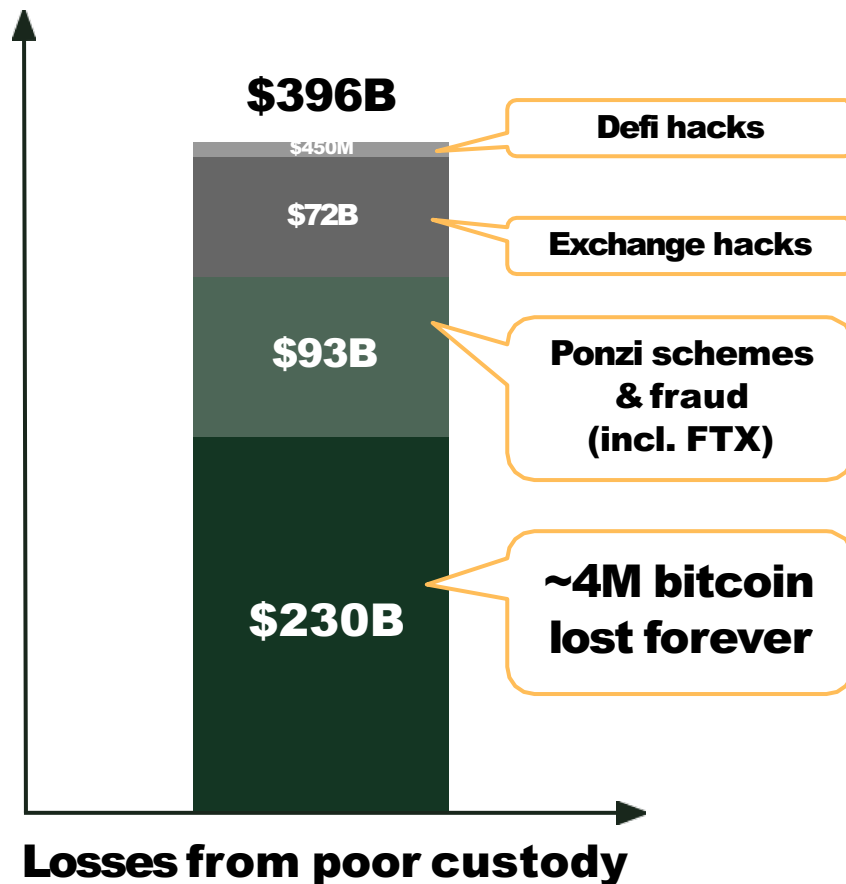 $396B
$450M
Defi hacks
$72B
Exchange hacks
$93B
Ponzi schemes
& fraud
(incl. FTX)
$230B
~4M bitcoin
lost forever
Losses from poor custody